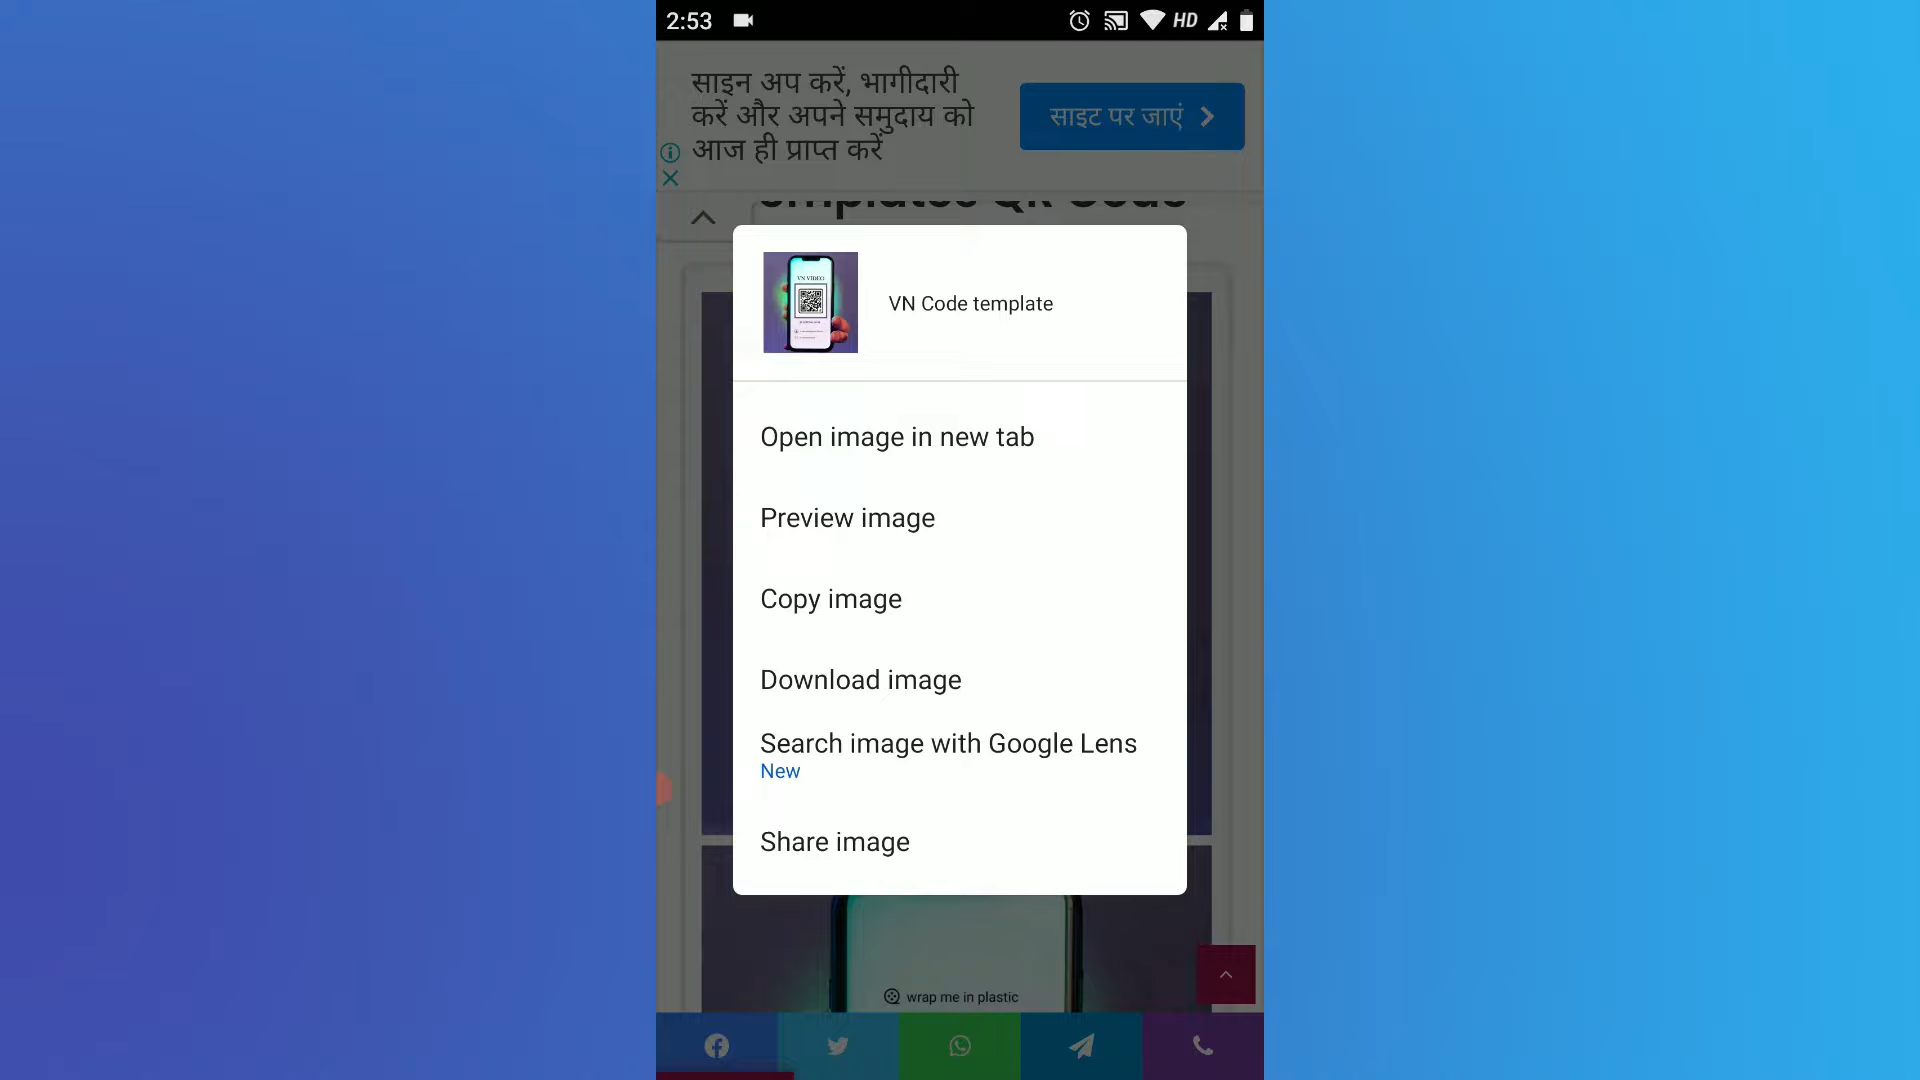 2:53
HD
साइन अप करें, भागीदारी
करें और अपने समुदाय को
आज ही प्राप्त करें
साइट पर जाएं
VN VIDEO
VN Code template
Open image in new tab
Preview image
Copy image
Download image
Search image with Google Lens
New
Share image
wrap me in plastic